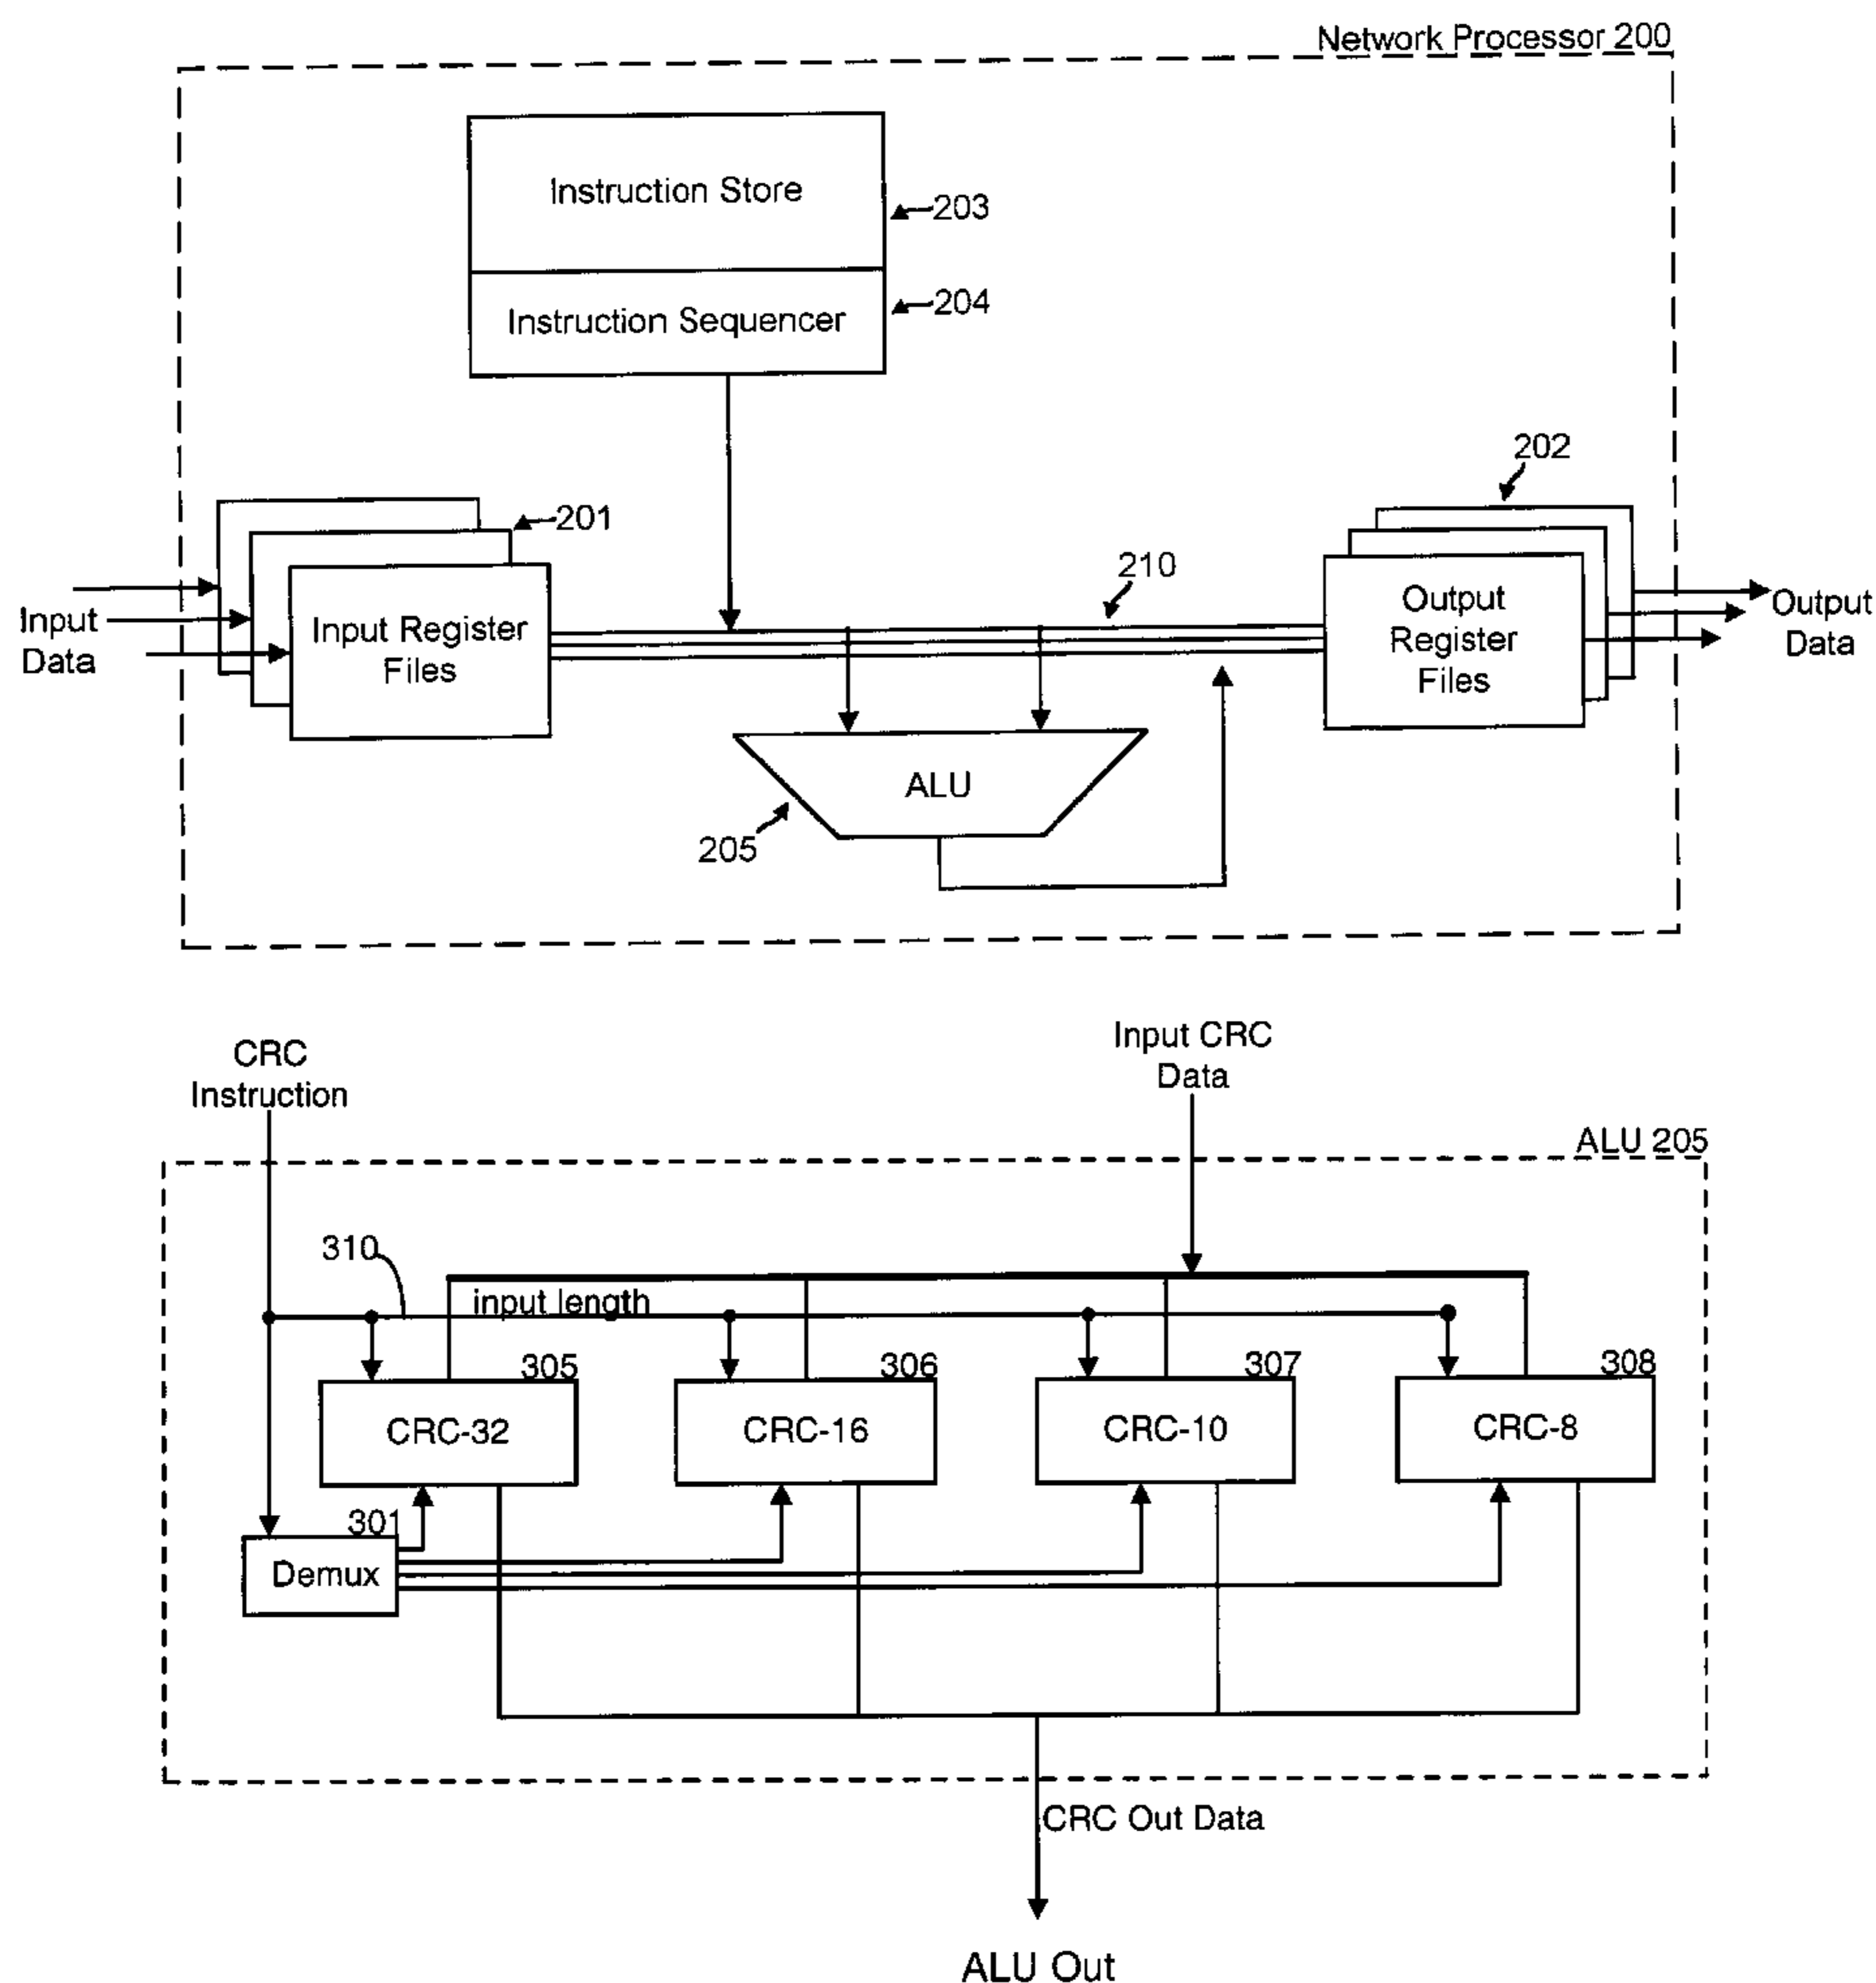 Network Processor 200
Instruction Store
203
Instruction Sequencer
204
202
201
210
Input
Data
Input Register
Files
Output
Register
Files
Output
Data
ALU
205
CRC
Instruction
Input CRC
Data
ALU 205
310
input length
305
306
307
308
CRC-32
CRC-16
CRC-10
CRC-8
301
Demux
CRC Out Data
ALU Out